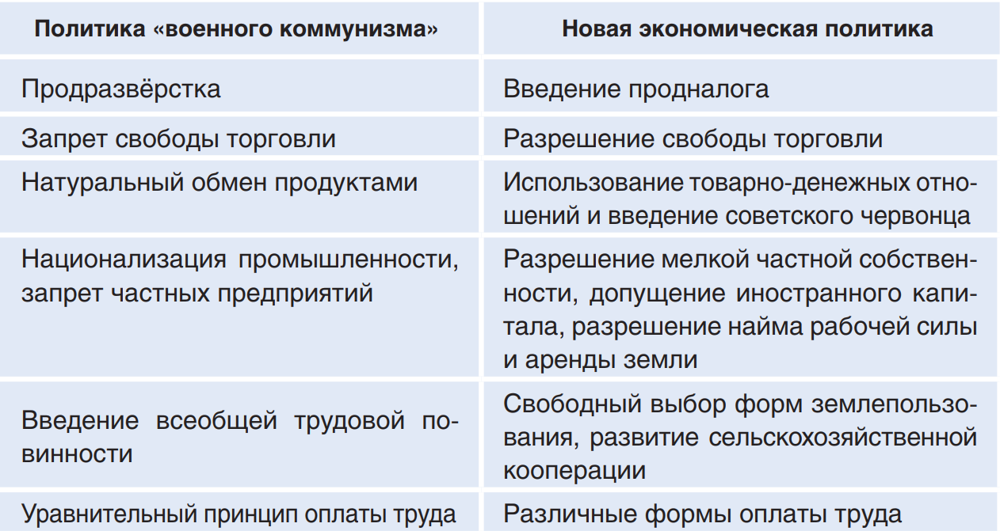 Политика «военного коммунизма»
Новая экономическая политика
Продразвёрстка
Введение продналога
Запрет свободы торговли
Разрешение свободы торговли
Натуральный обмен продуктами
Использование товарно-денежных отно-
шений и введение советского червонца
Национализация промышленности,
запрет частных предприятий
Разрешение мелкой частной собствен-
ности, допущение иностранного капи-
тала, разрешение найма рабочей силы
и аренды земли
Введение всеобщей трудовой по-
винности
Свободный выбор форм землепользо-
вания, развитие сельскохозяйственной
кооперации
Уравнительный принцип оплаты труда
Различные формы оплаты труда